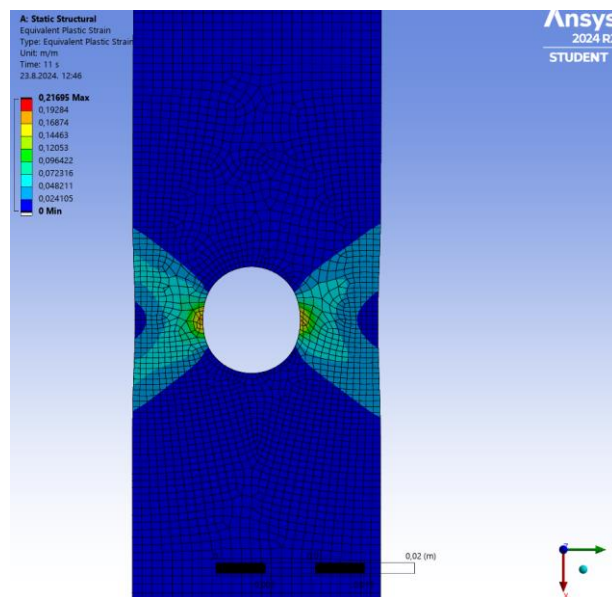 A: Static Structural
Equivalent Plastic Strain
Type: Equivalent Plastic Strain
Unit: m/m
Time: 11 s
23.8.2024. 12:46
0,21695 Max
0,19284
0,16874
0,14463
0,12053
0,096422
0,072316
0,048211
0,024105
0 Min
Ansys
2024 R
STUDENT
0,02 (m)
Z